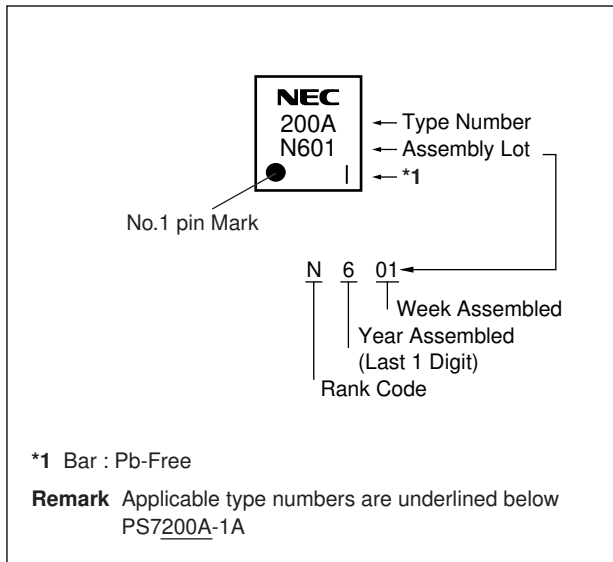 NEC
200A
Type Number
N601
Assembly Lot
|
*1
No.1 pin Mark
N 6 01
Week Assembled
Year Assembled
(Last 1 Digit)
Rank Code
*1 Bar : Pb-Free
Remark Applicable type numbers are underlined below
PS7200A-1A